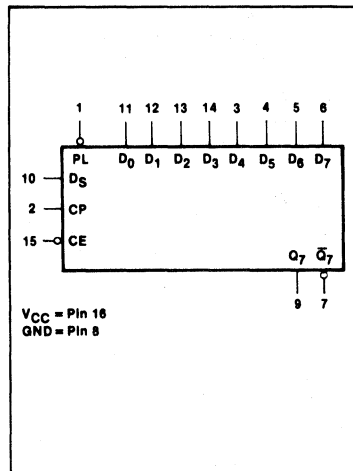 1 11 12 13 14 3 4 5 6
PL D0 D1 D2 D3 D4 D5 D6 D7
10 DS
2 CP
15 CE
Q7 Q̅7
9 7
VCC = Pin 16
GND = Pin 8